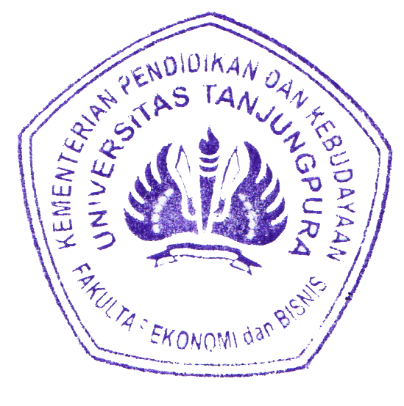 KEMENTERIAN PENDIDIKAN DAN KEBUDAYAAN
UNIVERSITAS TANJUNGPURA
FAKULTAS EKONOMI dan BISNIS